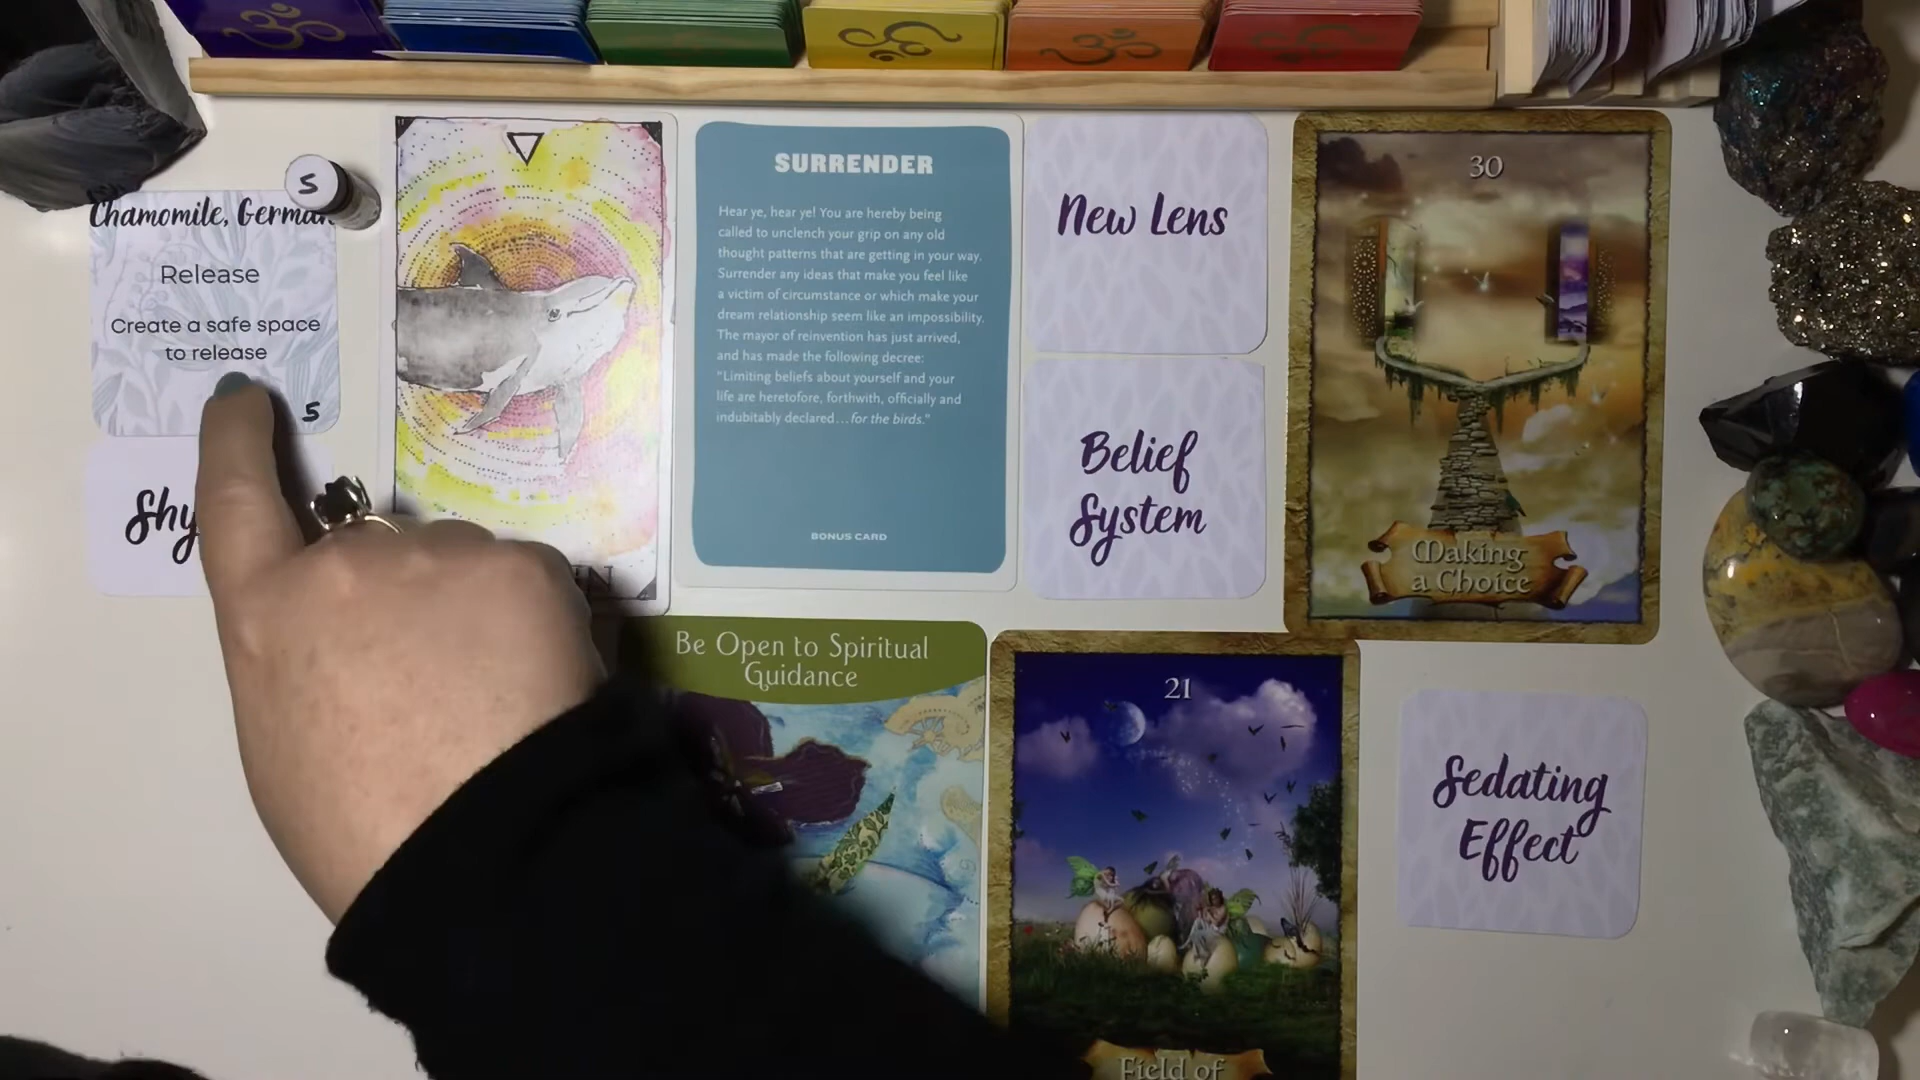 S
Chamomile, German
Release
Create a safe space
to release
5
Shy
SURRENDER
Hear ye, hear ye! You are hereby being
called to unclench your grip on any old
thought patterns that are getting in your way.
Surrender any ideas that make you feel like
a victim of circumstance or which make your
dream relationship seem like an impossibility.
The mayor of reinvention has just arrived,
and has made the following decree:
"Limiting beliefs about yourself and your
life are heretofore, forthwith, officially and
indubitably declared...for the birds."
BONUS CARD
New Lens
Belief
System
30
Making
a Choice
Be Open to Spiritual
Guidance
21
Field of
Sedating
Effect